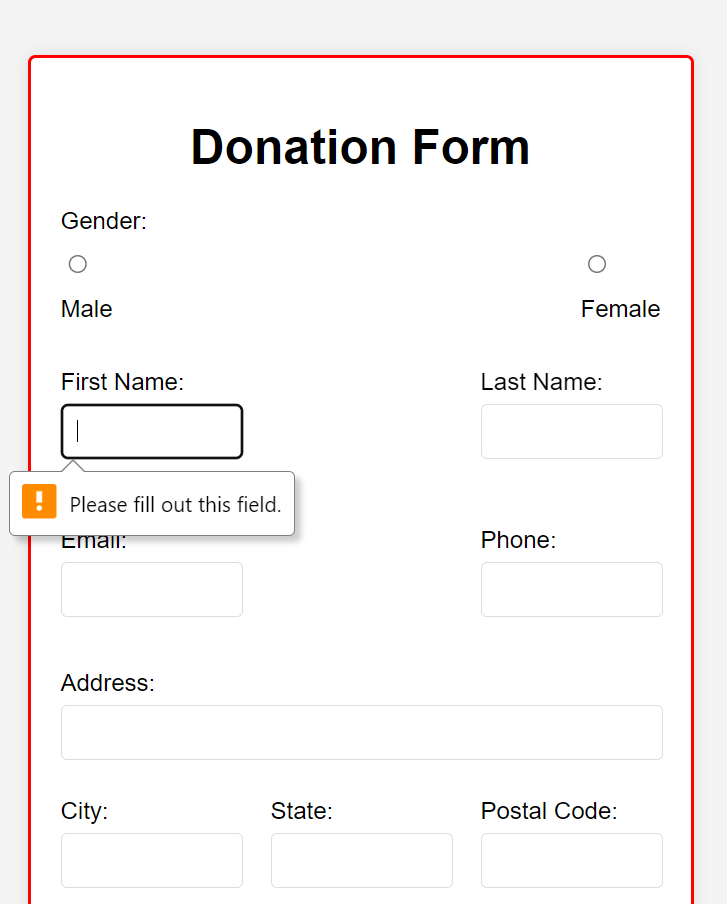 Donation Form
Gender:
Male Female
First Name: Last Name:
Please fill out this field.
Email: Phone:
Address:
City: State: Postal Code: